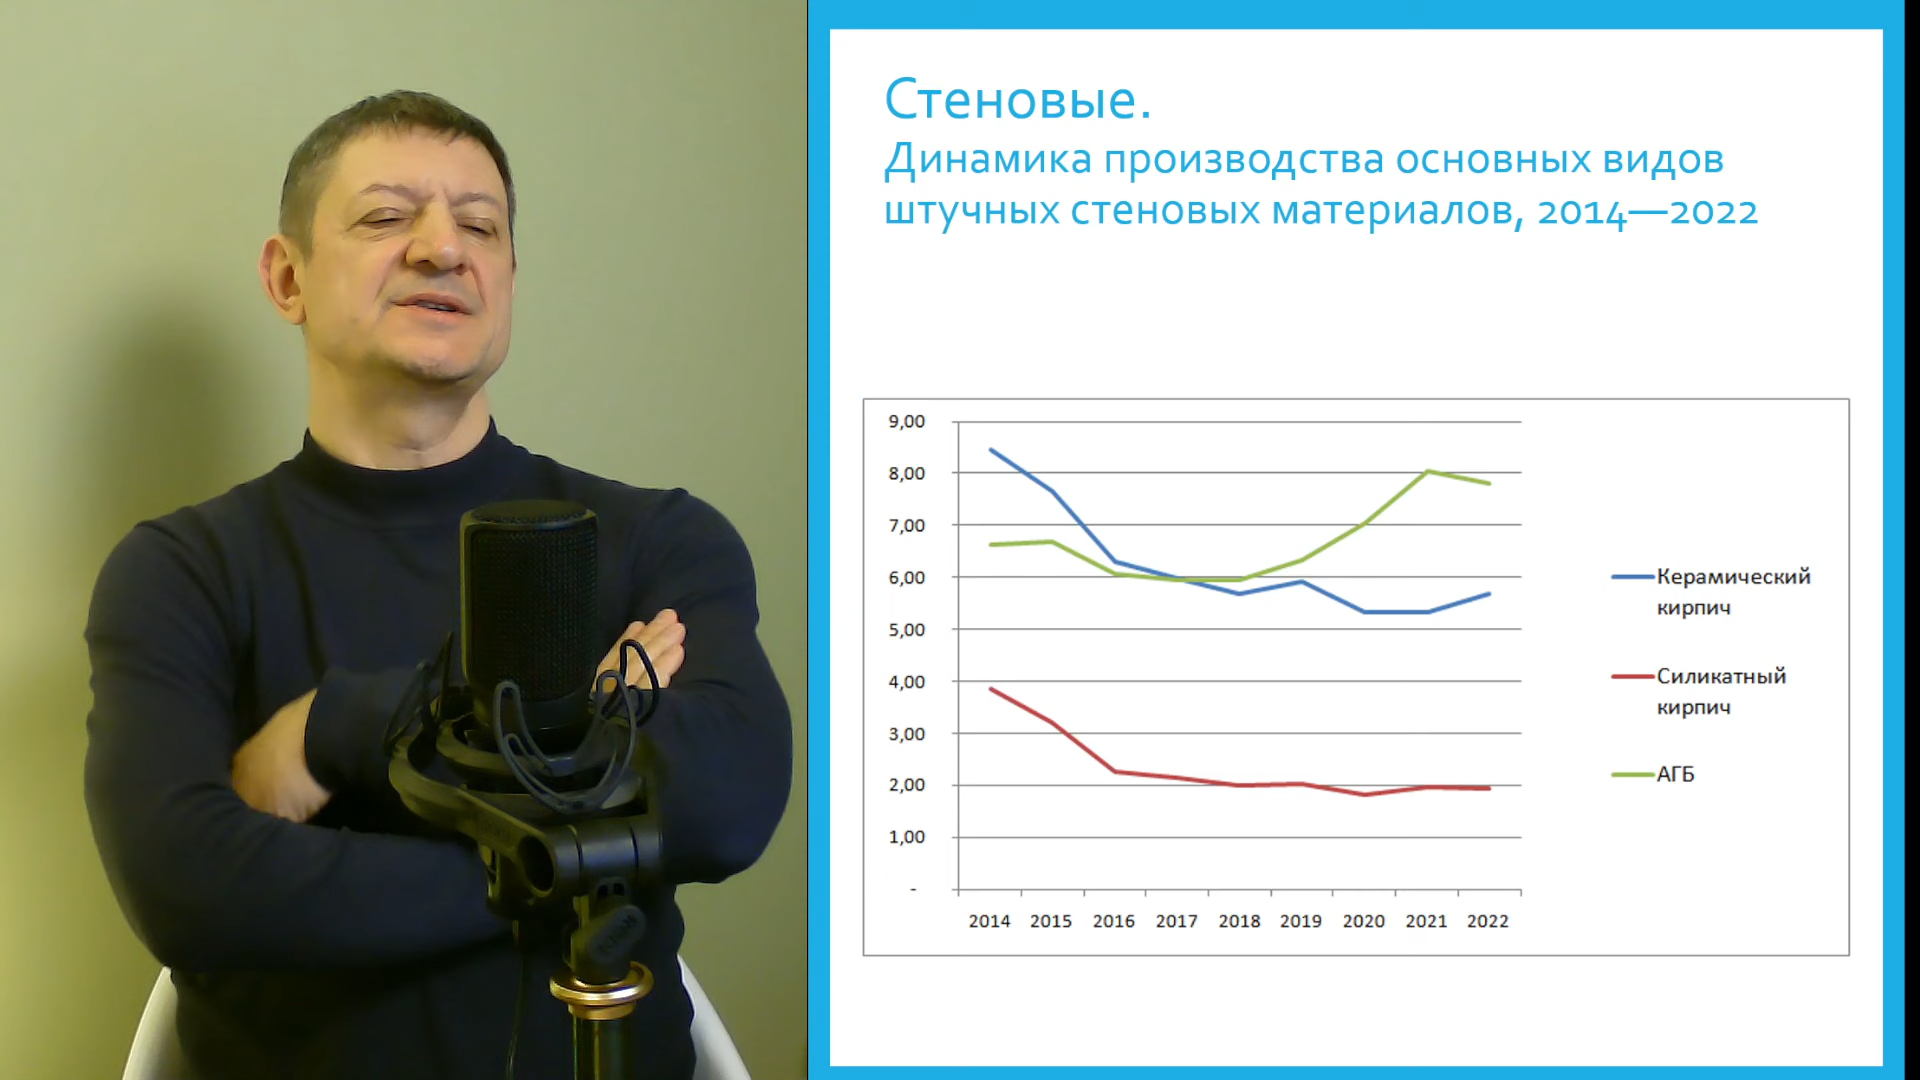 Стеновые.
Динамика производства основных видов
штучных стеновых материалов, 2014—2022
9,00
8,00
7,00
6,00
5,00
4,00
3,00
2,00
1,00
-
2014 2015 2016 2017 2018 2019 2020 2021 2022
Керамический
кирпич
Силикатный
кирпич
АГБ